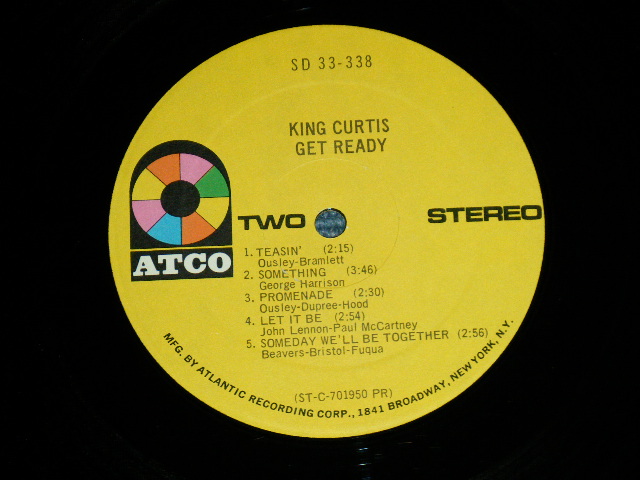 SD 33-338
KING CURTIS
GET READY
ATCO
TWO
STEREO
1. TEASIN' (2:15)
Ousley-Bramlett
2. SOMETHING (3:46)
George Harrison
3. PROMENADE (2:30)
Ousley-Dupree-Hood
4. LET IT BE (2:54)
John Lennon-Paul McCartney
5. SOMEDAY WE'LL BE TOGETHER (2:56)
Beavers-Bristol-Fuqua
(ST-C-701950 PR)
MFG. BY ATLANTIC RECORDING CORP., 1841 BROADWAY, NEW YORK, N.Y.